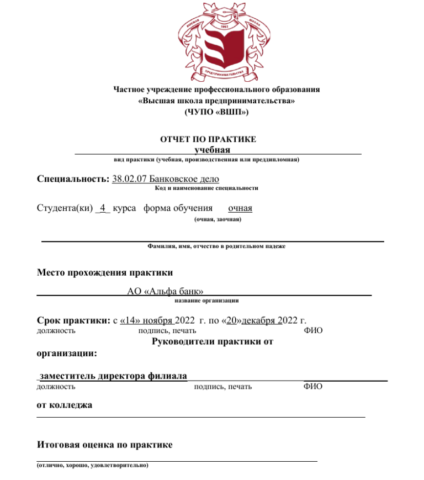 Частное учреждение профессионального образования
«Высшая школа предпринимательства»
(ЧУПО «ВШП»)
ОТЧЕТ ПО ПРАКТИКЕ
учебная
вид практики (учебная, производственная или преддипломная)
Специальность: 38.02.07 Банковское дело
Код и наименование специальности
Студента(ки) 4 курса форма обучения очная
(очная, заочная)
Фамилия, имя, отчество в родительном падеже
Место прохождения практики
АО «Альфа банк»
название организации
Срок практики: с «14» ноября 2022 г. по «20»декабря 2022 г.
должность подпись, печать ФИО
Руководители практики от
организации:
заместитель директора филиала
должность подпись, печать ФИО
от колледжа
Итоговая оценка по практике
(отлично, хорошо, удовлетворительно)